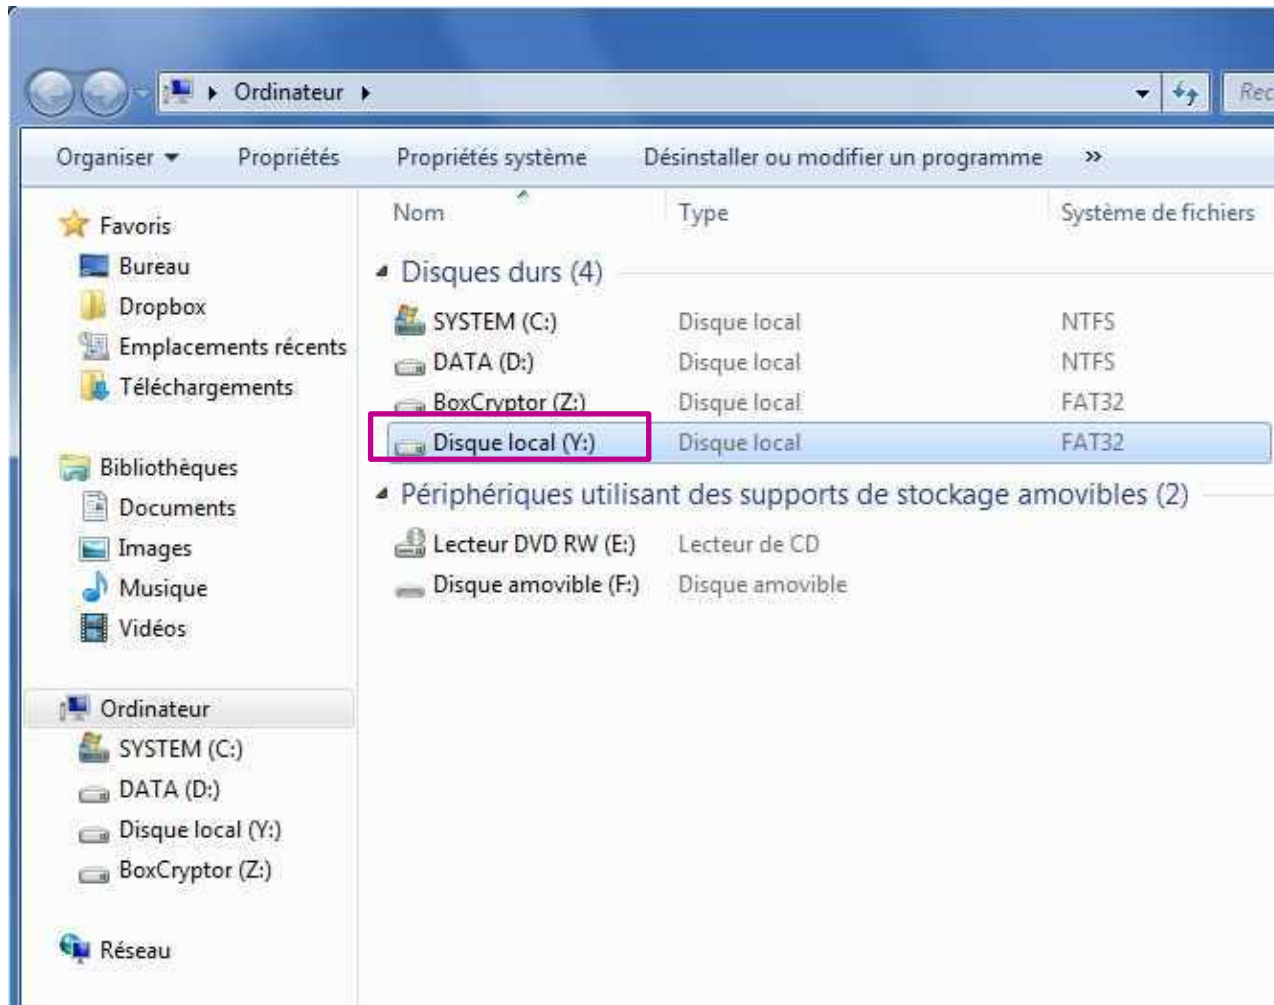 Ordinateur
Rec
Organiser Propriétés Propriétés système Désinstaller ou modifier un programme »
Favoris
Bureau
Dropbox
Emplacements récents
Téléchargements
Bibliothèques
Documents
Images
Musique
Vidéos
Ordinateur
SYSTEM (C:)
DATA (D:)
Disque local (Y:)
BoxCryptor (Z:)
Réseau
Nom Type Système de fichiers
Disques durs (4)
SYSTEM (C:) Disque local NTFS
DATA (D:) Disque local NTFS
BoxCryptor (Z:) Disque local FAT32
Disque local (Y:) Disque local FAT32
Périphériques utilisant des supports de stockage amovibles (2)
Lecteur DVD RW (E:) Lecteur de CD
Disque amovible (F:) Disque amovible